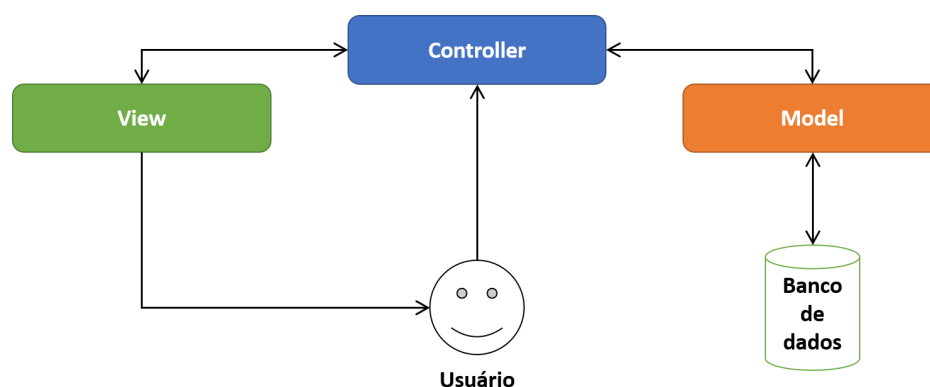 Controller
View
Model
Banco
de
dados
Usuário